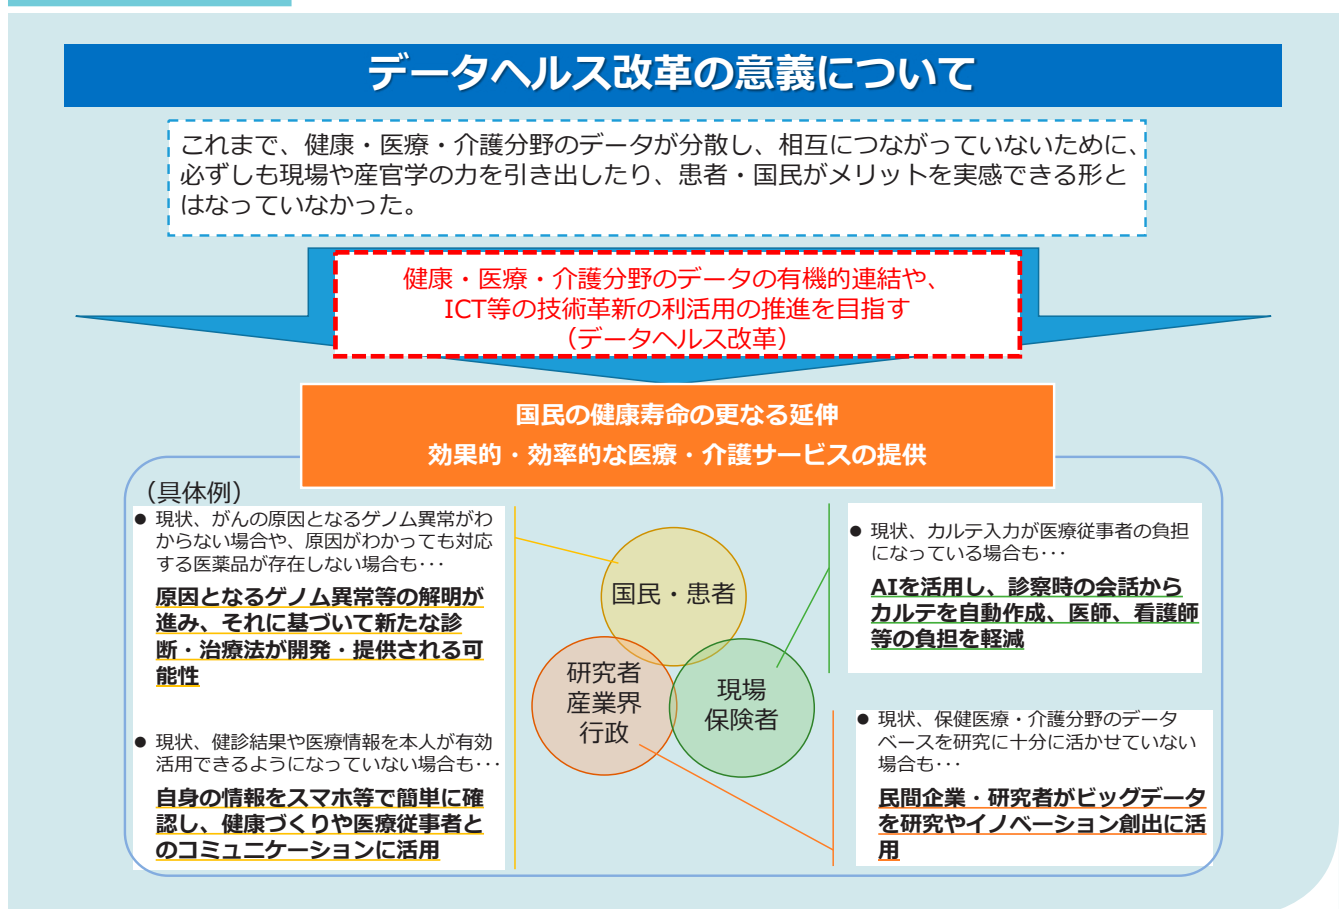 データヘルス改革の意義について
これまで、健康・医療・介護分野のデータが分散し、相互につながっていないために、
必ずしも現場や産官学の力を引き出したり、患者・国民がメリットを実感できる形と
はなっていなかった。
健康・医療・介護分野のデータの有機的連結や、
ICT等の技術革新の利活用の推進を目指す
（データヘルス改革）
国民の健康寿命の更なる延伸
効果的・効率的な医療・介護サービスの提供
（具体例）
● 現状、がんの原因となるゲノム異常がわ
からない場合や、原因がわかっても対応
する医薬品が存在しない場合も･･･
原因となるゲノム異常等の解明が
進み、それに基づいて新たな診
断・治療法が開発・提供される可
能性
● 現状、健診結果や医療情報を本人が有効
活用できるようになっていない場合も･･･
自身の情報をスマホ等で簡単に確
認し、健康づくりや医療従事者と
のコミュニケーションに活用
国民・患者
研究者
産業界
行政
現場
保険者
● 現状、カルテ入力が医療従事者の負担
になっている場合も･･･
AIを活用し、診察時の会話から
カルテを自動作成、医師、看護師
等の負担を軽減
● 現状、保健医療・介護分野のデータ
ベースを研究に十分に活かせていない
場合も･･･
民間企業・研究者がビッグデータ
を研究やイノベーション創出に活
用